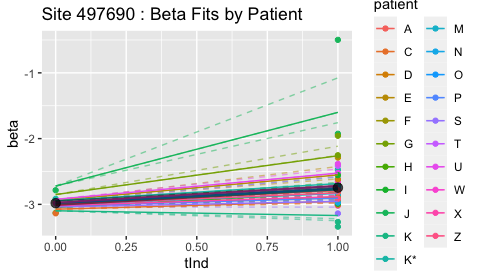 Site 497690 : Beta Fits by Patient
patient
A
C
D
E
F
G
H
I
J
K
K*
M
N
O
P
S
T
U
W
X
Z
beta
-1
-2
-3
0.00
0.25
0.50
0.75
1.00
tInd